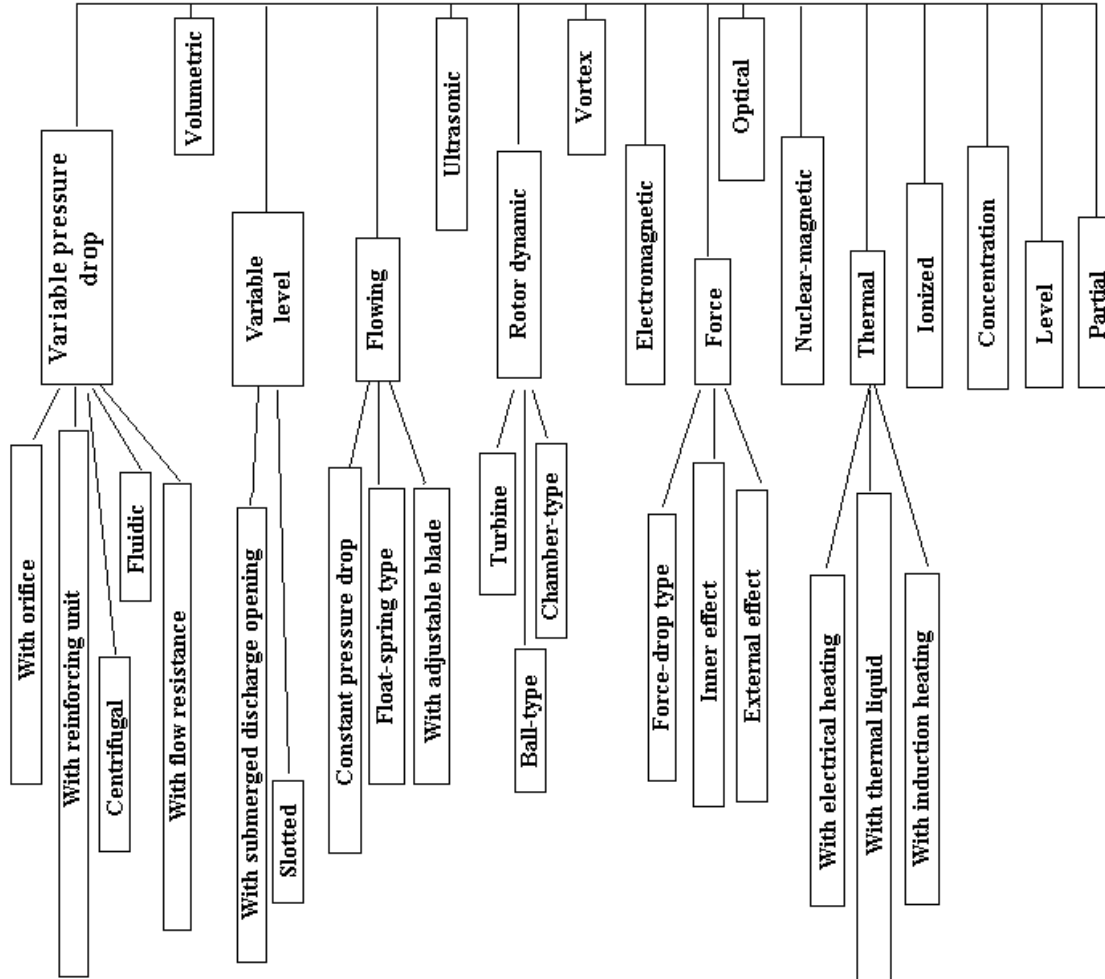 Variable pressure
drop
Volumetric
Variable
level
Flowing
Ultrasonic
Rotor dynamic
Vortex
Electromagnetic
Force
Optical
Nuclear-magnetic
Thermal
Ionized
Concentration
Level
Partial
With orifice
With reinforcing unit
Centrifugal
Fluidic
With flow resistance
With submerged discharge opening
Slotted
Constant pressure drop
Float-spring type
With adjustable blade
Turbine
Ball-type
Chamber-type
Force-drop type
Inner effect
External effect
With electrical heating
With thermal liquid
With induction heating